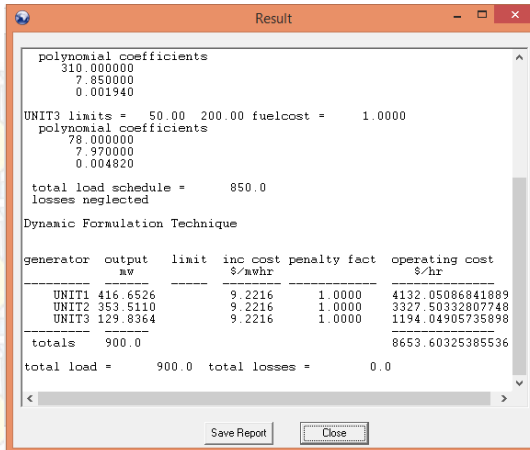 Result
polynomial coefficients
310.000000
7.850000
0.001940
UNIT3 limits = 50.00 200.00 fuelcost = 1.0000
polynomial coefficients
78.000000
7.970000
0.004820
total load schedule = 850.0
losses neglected
Dynamic Formulation Technique
generator output limit inc cost penalty fact operating cost
mw $/mwhr $/hr
--------- ------ ----- -------- ------------ --------------
UNIT1 416.6526 9.2216 1.0000 4132.05086841889
UNIT2 353.5110 9.2216 1.0000 3327.50332807748
UNIT3 129.8364 9.2216 1.0000 1194.04905735898
--------- ------ --------------
totals 900.0 8653.60325385536
total load = 900.0 total losses = 0.0
Save Report Close